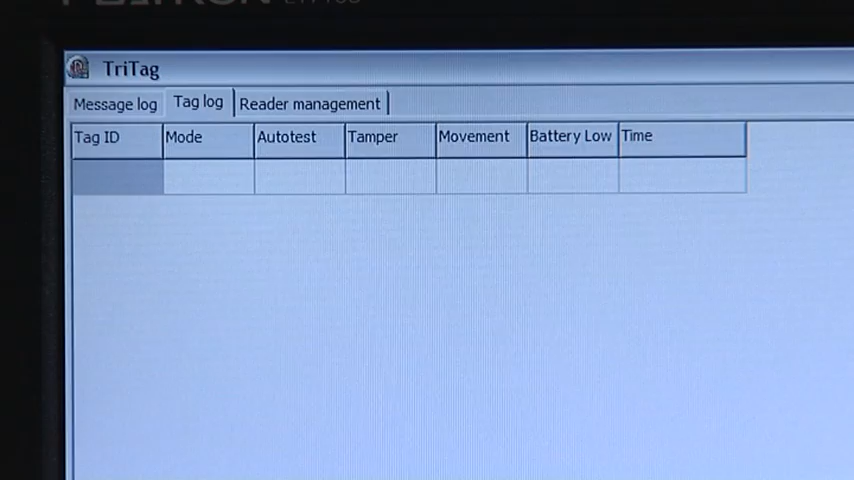 TriTag
Message log Tag log Reader management
Tag ID Mode Autotest Tamper Movement Battery Low Time